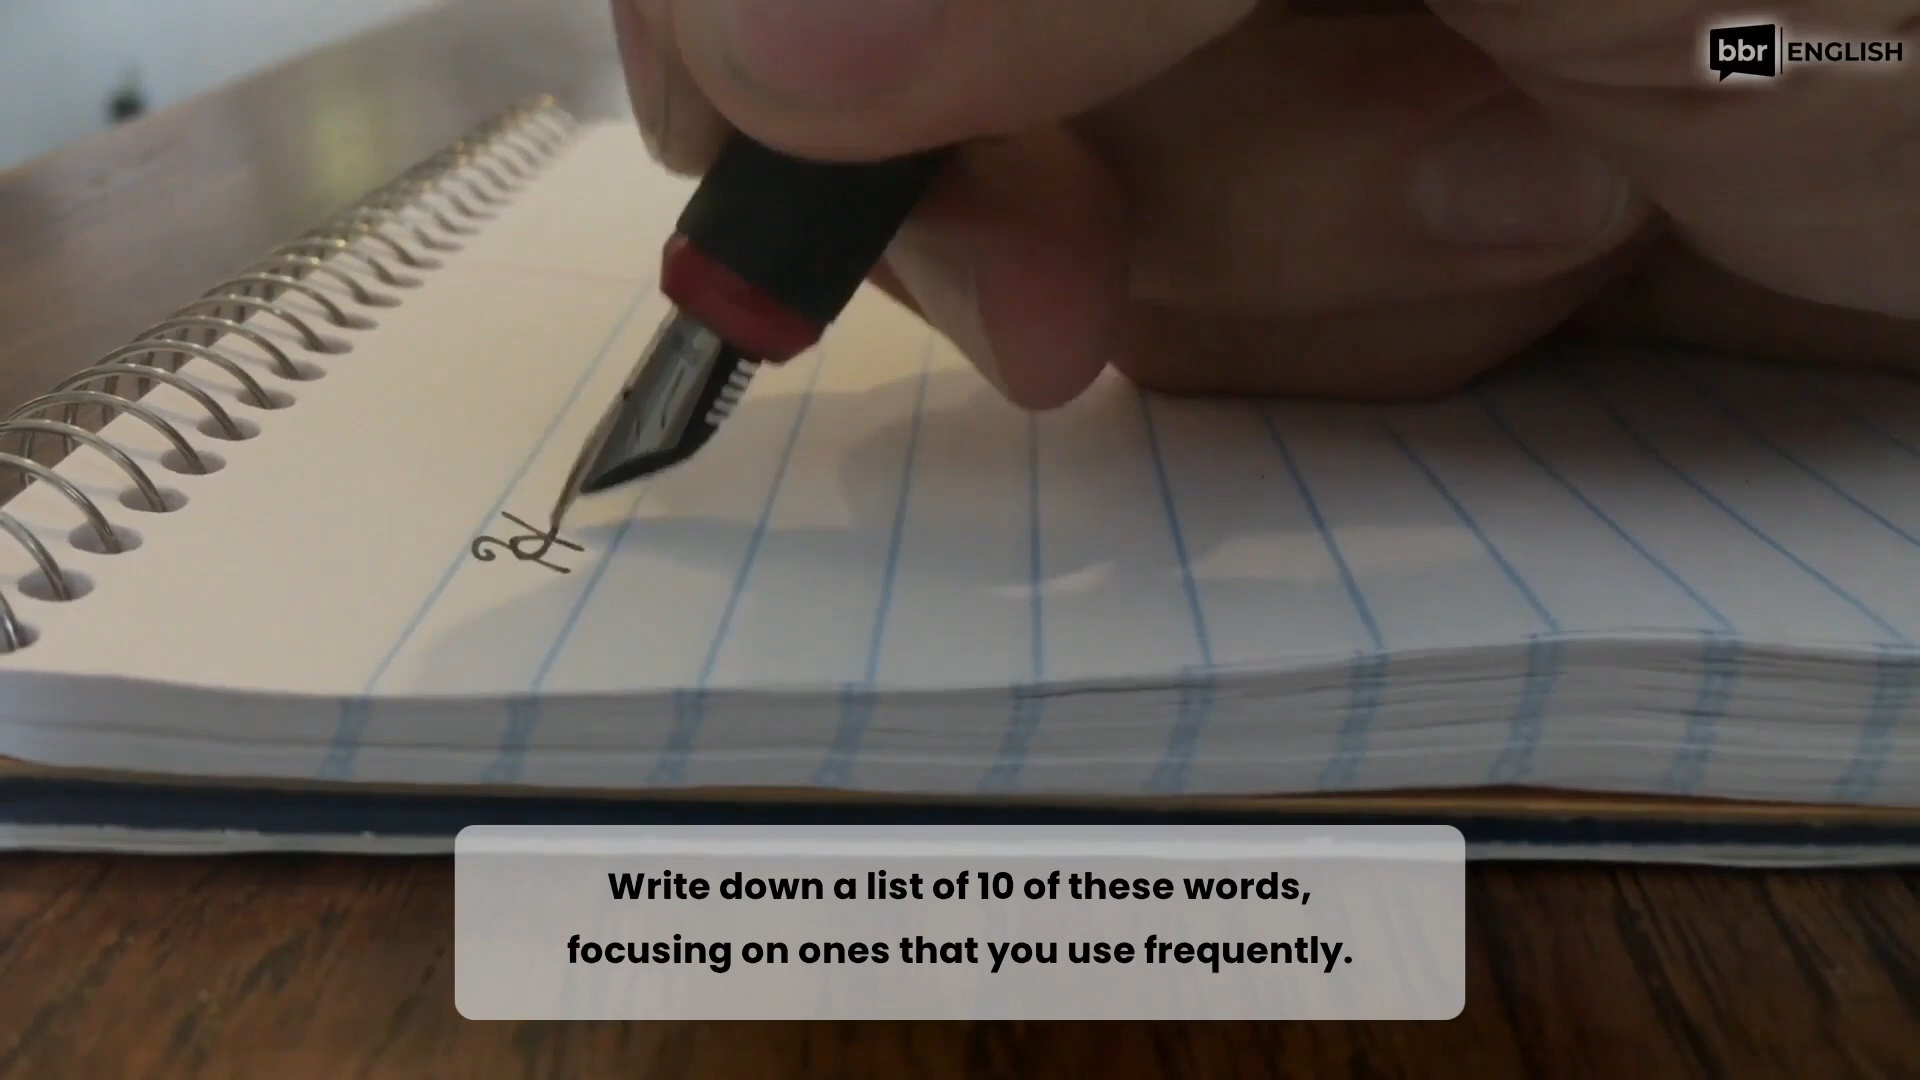 bbr ENGLISH
Write down a list of 10 of these words,
focusing on ones that you use frequently.